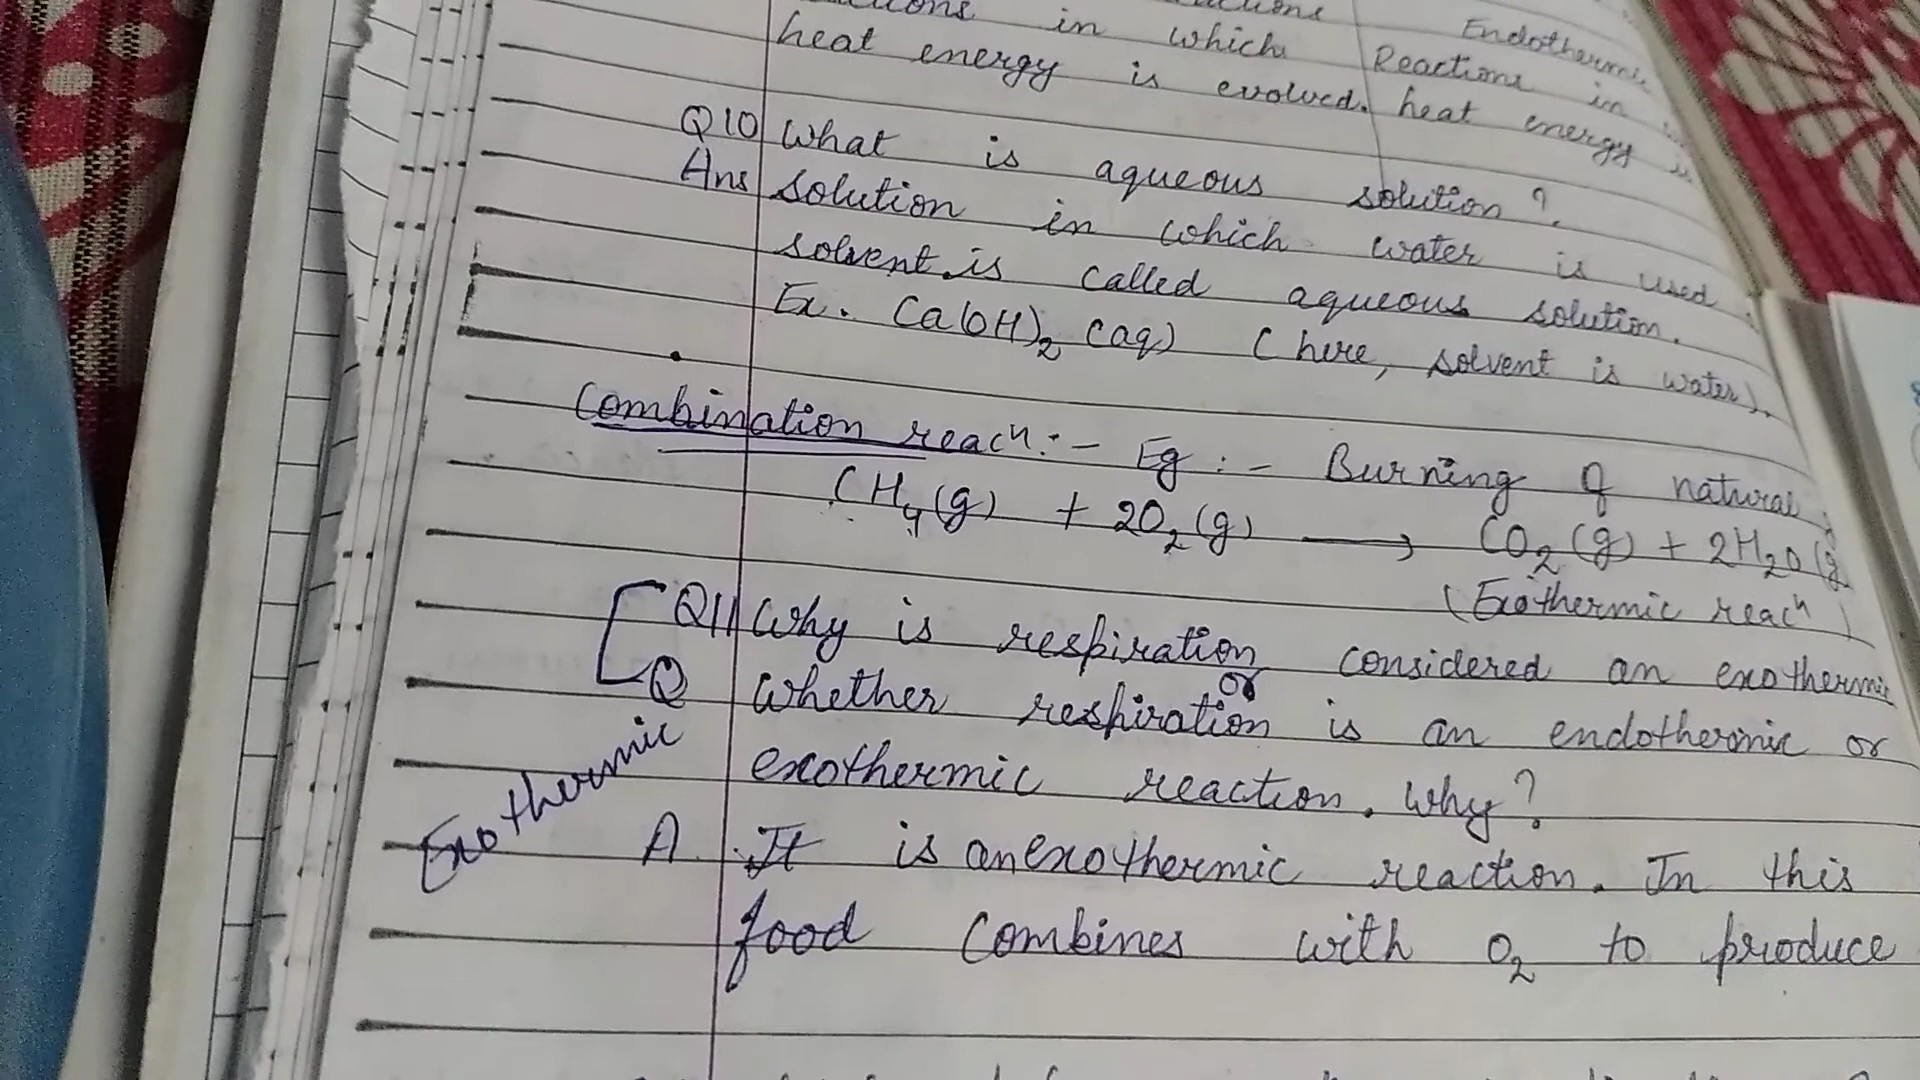 in which Reactions in
heat energy is evolved. heat energy
Q10 What is aqueous solution?
Ans solution in which water is used
solvent is called aqueous solution.
Ex. Ca(OH)2 (aq) (here, solvent is water).
Combination reacn:- Eg:- Burning of natural
CH4(g) + 2O2(g) ⟶ CO2(g) + 2H2O(g
(Exothermic reacn)
Q11 Why is respiration considered an exothermic
or
Q Whether respiration is an endothermic or
exothermic reaction. Why?
Exothermic
A. It is an exothermic reaction. In this
food combines with O2 to produce